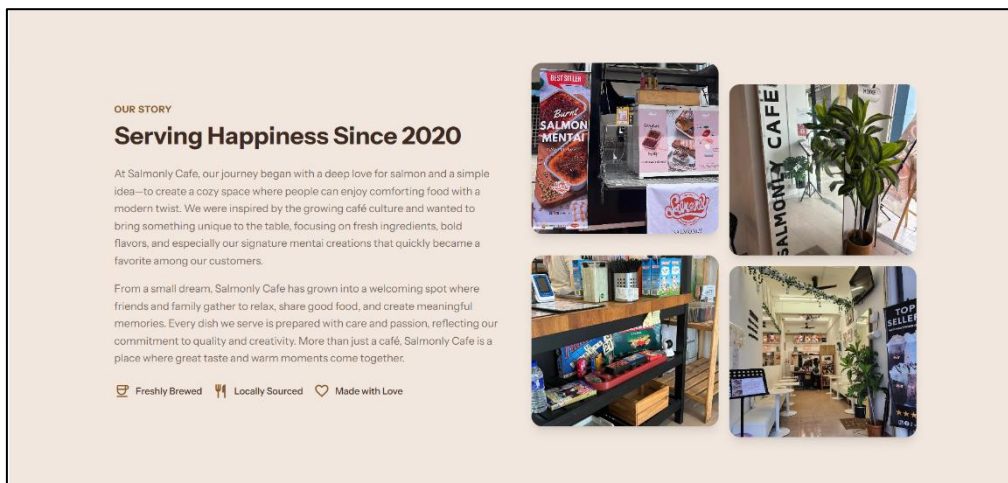 OUR STORY
Serving Happiness Since 2020
At Salmonly Cafe, our journey began with a deep love for salmon and a simple
idea—to create a cozy space where people can enjoy comforting food with a
modern twist. We were inspired by the growing café culture and wanted to
bring something unique to the table, focusing on fresh ingredients, bold
flavors, and especially our signature mentai creations that quickly became a
favorite among our customers.
From a small dream, Salmonly Cafe has grown into a welcoming spot where
friends and family gather to relax, share good food, and create meaningful
memories. Every dish we serve is prepared with care and passion, reflecting our
commitment to quality and creativity. More than just a café, Salmonly Cafe is a
place where great taste and warm moments come together.
Freshly Brewed
Locally Sourced
Made with Love
BESTSELLER
Burnt
SALMON
MENTAI
Salmonly
SALMONLY CAFE
TOP
SELLER